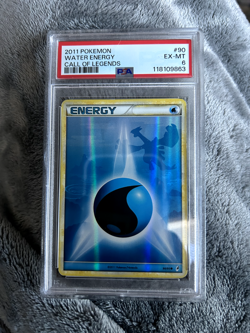 2011 POKEMON #90
WATER ENERGY EX-MT
CALL OF LEGENDS 6
PSA 118109863
ENERGY